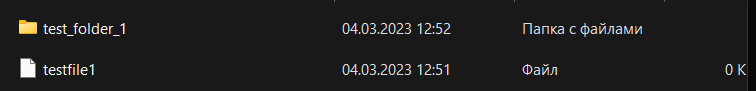 test_folder_1 04.03.2023 12:52 Папка с файлами
testfile1 04.03.2023 12:51 Файл 0 К